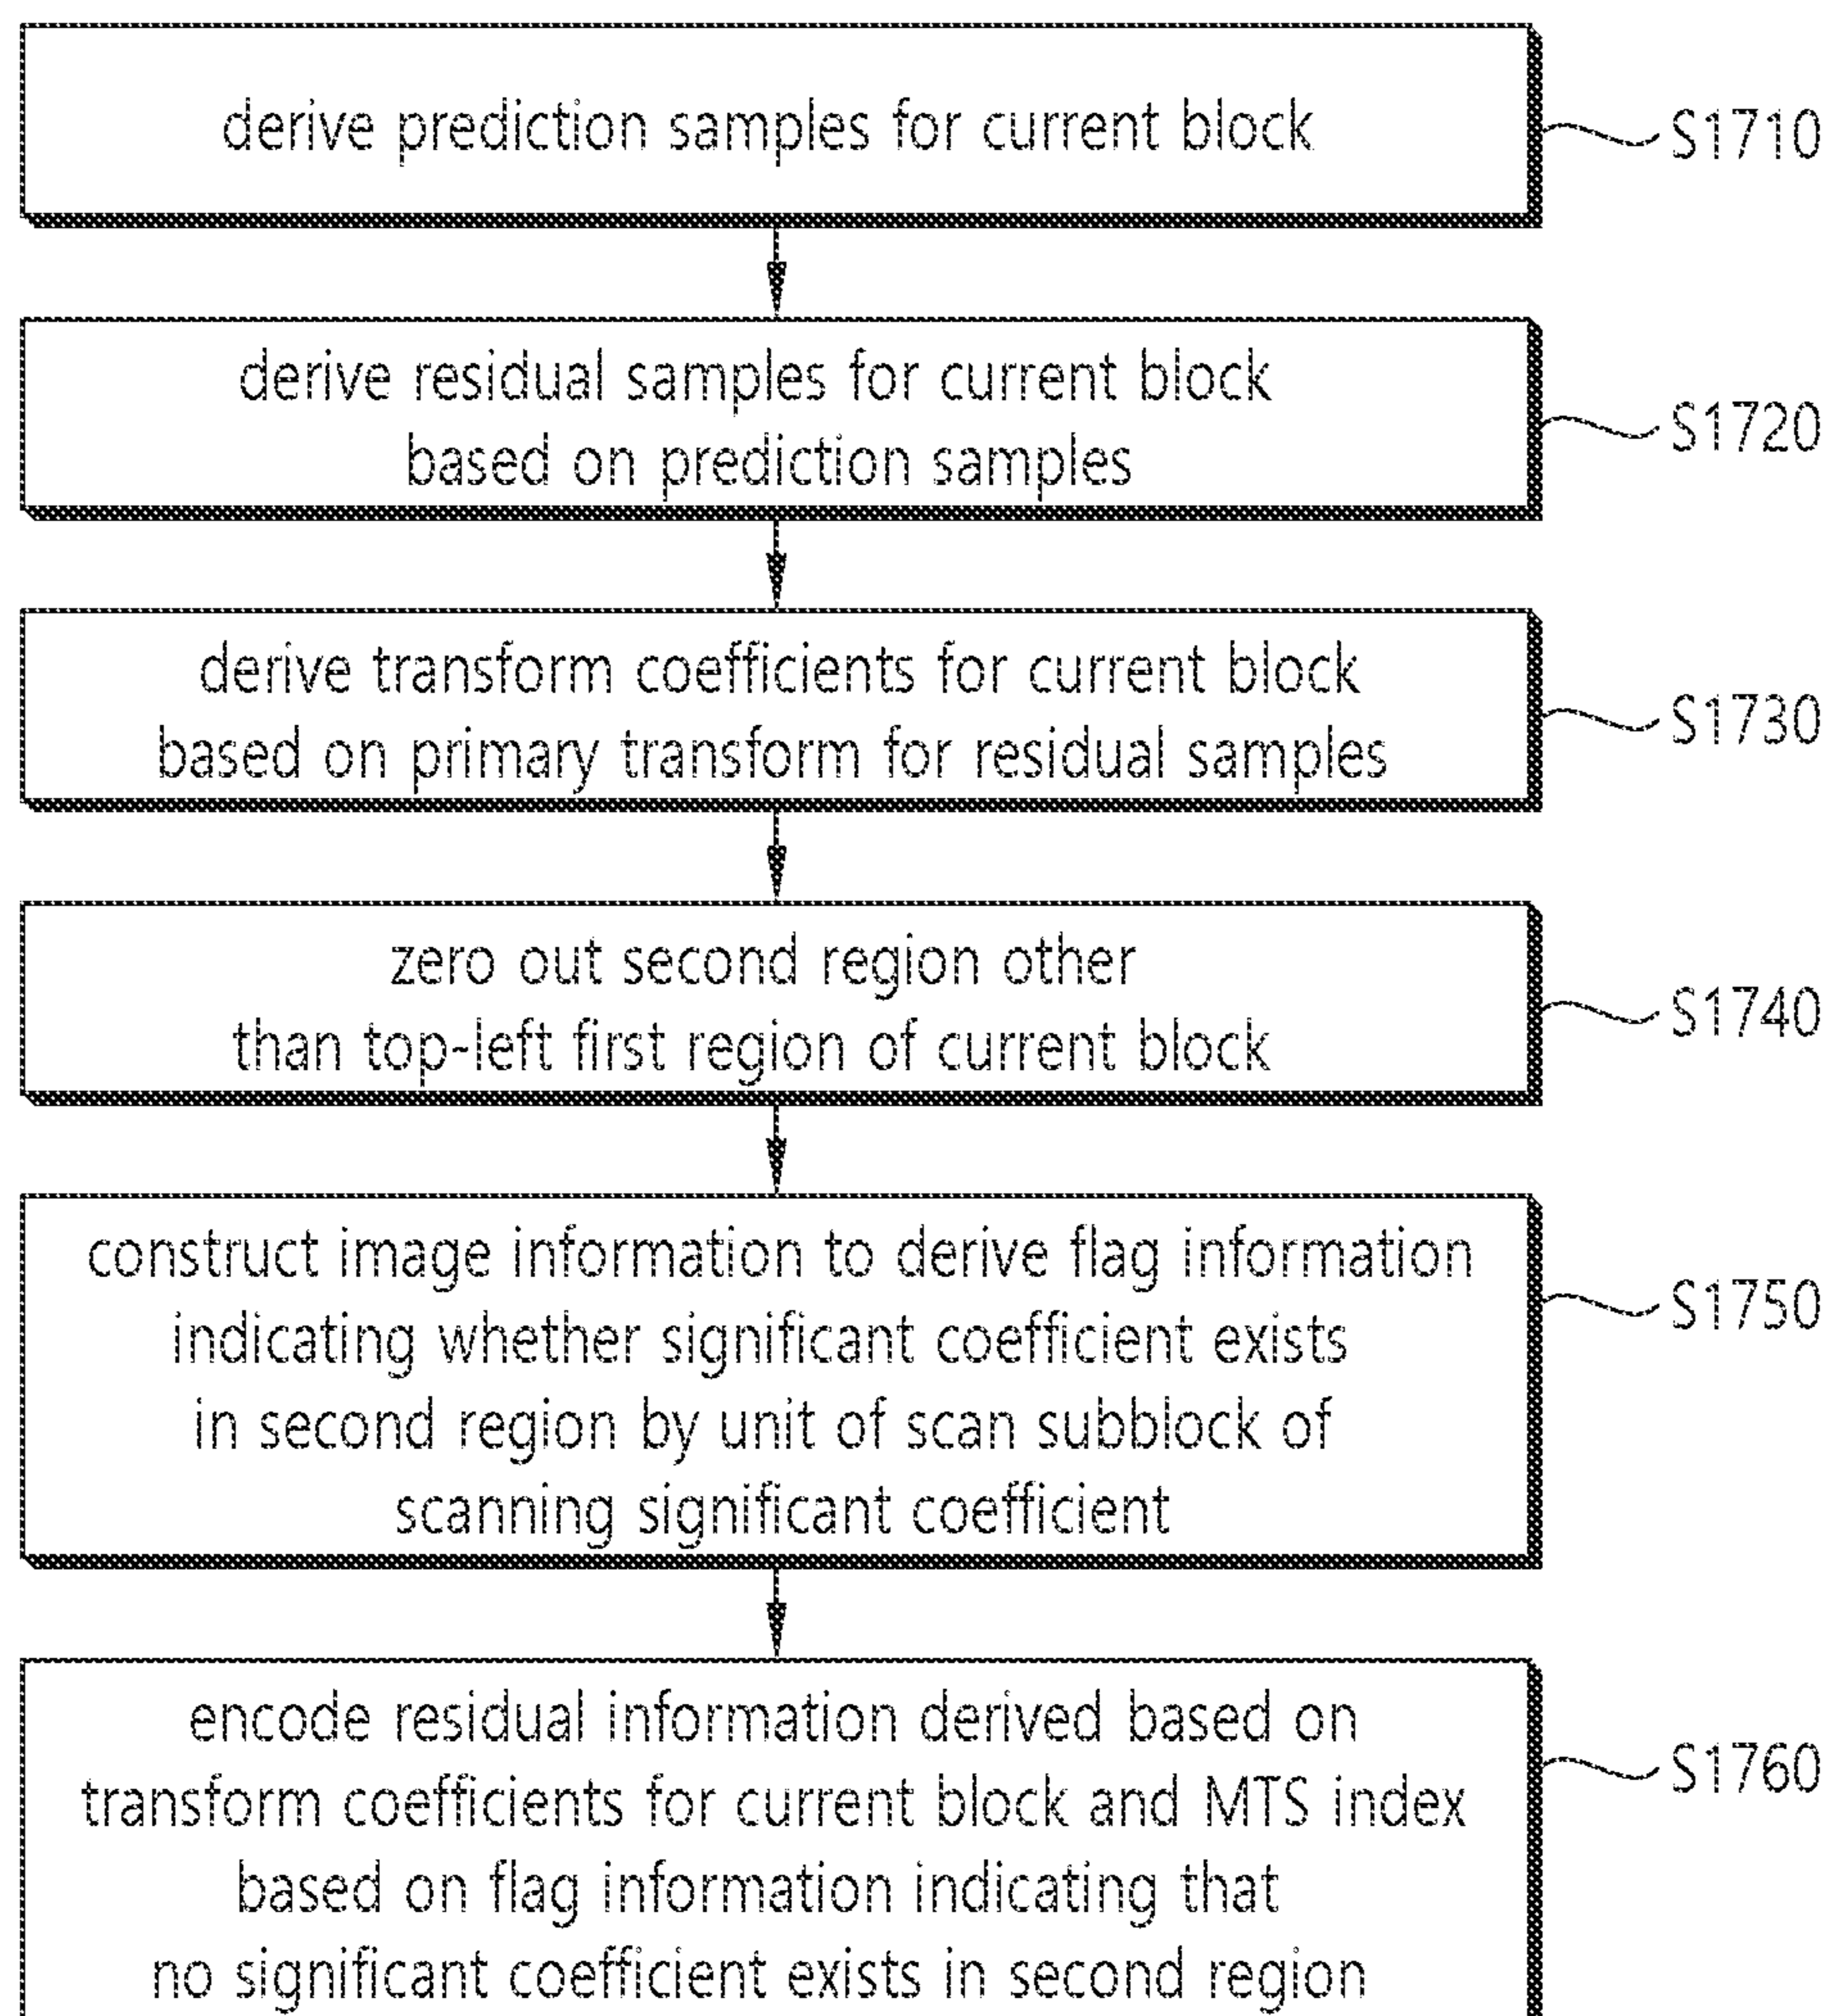 derive prediction samples for current block
S1710
derive residual samples for current block
based on prediction samples
S1720
derive transform coefficients for current block
based on primary transform for residual samples
S1730
zero out second region other
than top-left first region of current block
S1740
construct image information to derive flag information
indicating whether significant coefficient exists
in second region by unit of scan subblock of
scanning significant coefficient
S1750
encode residual information derived based on
transform coefficients for current block and MTS index
based on flag information indicating that
no significant coefficient exists in second region
S1760